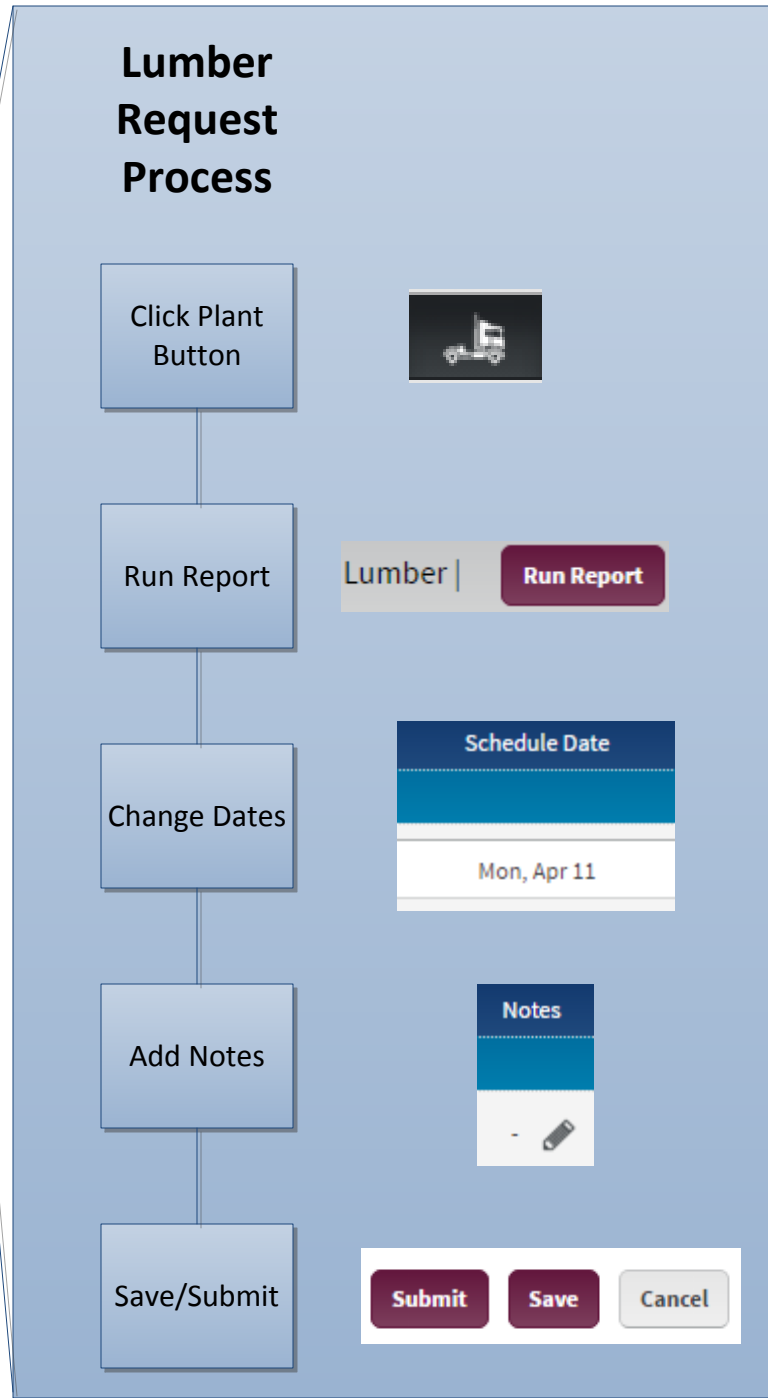 Lumber
Request
Process
Click Plant
Button
Run Report
Lumber |
Run Report
Change Dates
Schedule Date
Mon, Apr 11
Add Notes
Notes
-
Save/Submit
Submit
Save
Cancel